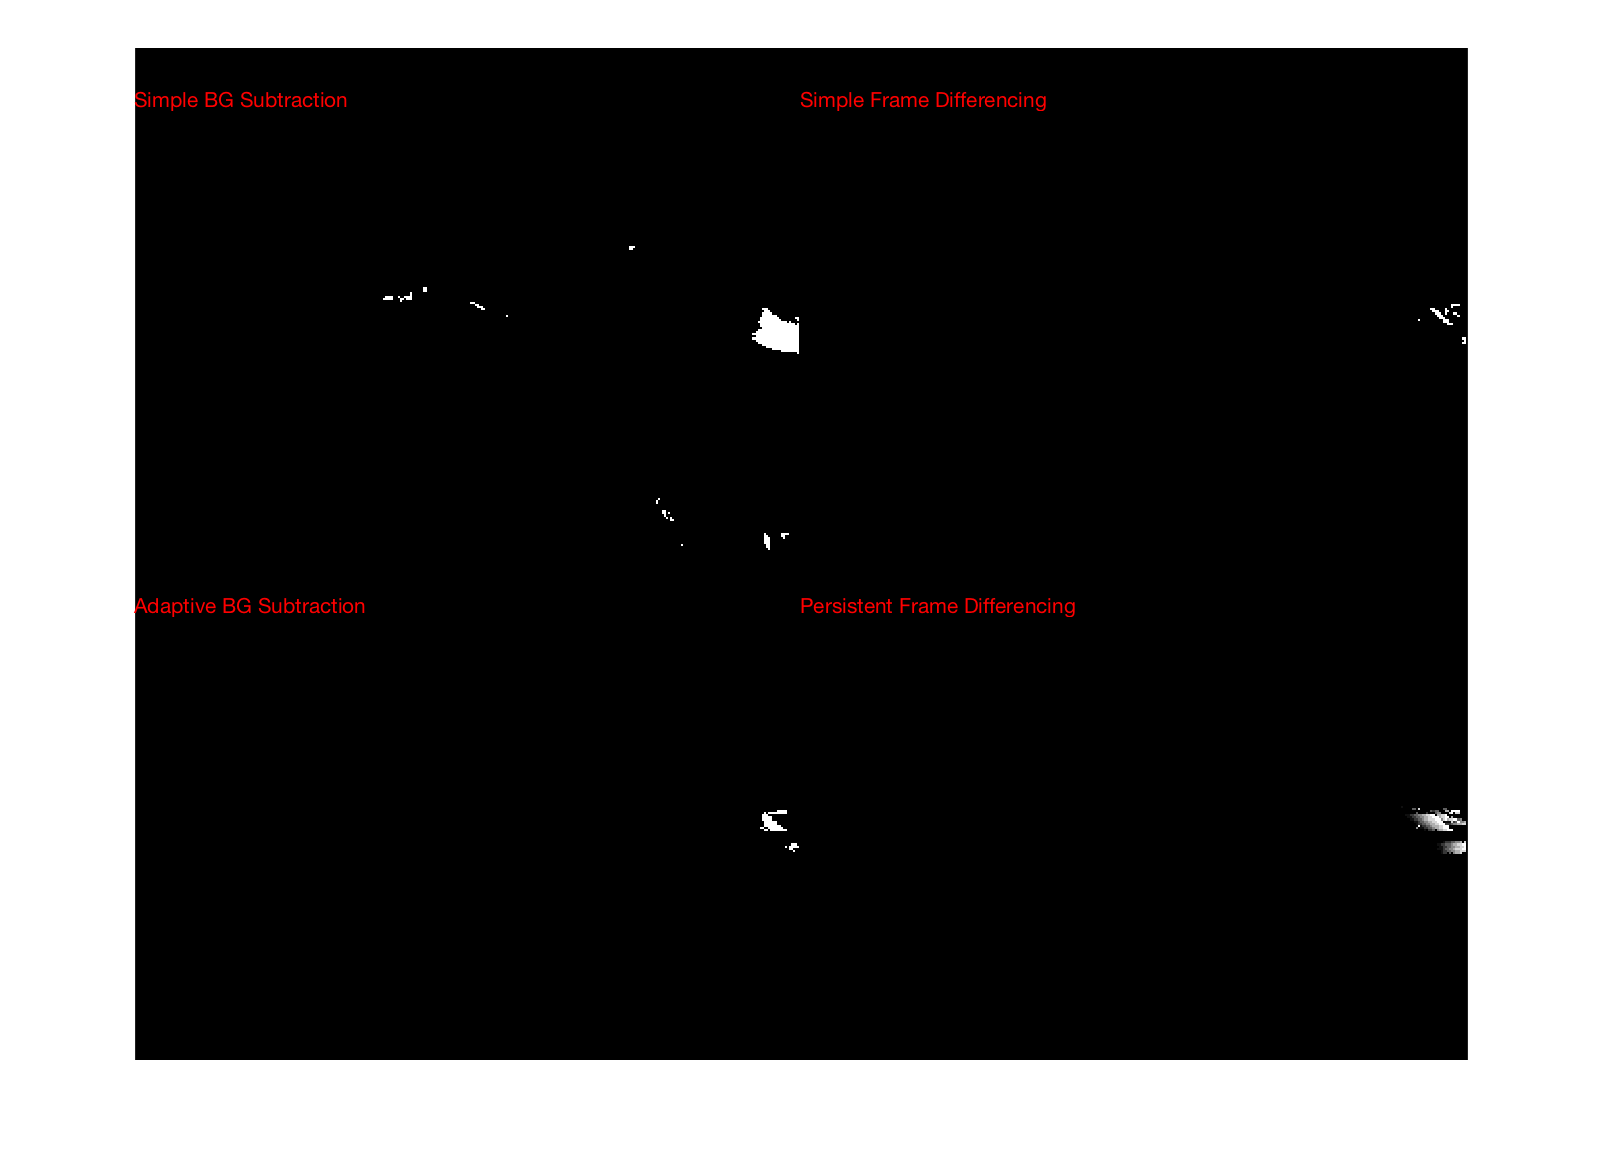 Simple BG Subtraction
Simple Frame Differencing
Adaptive BG Subtraction
Persistent Frame Differencing